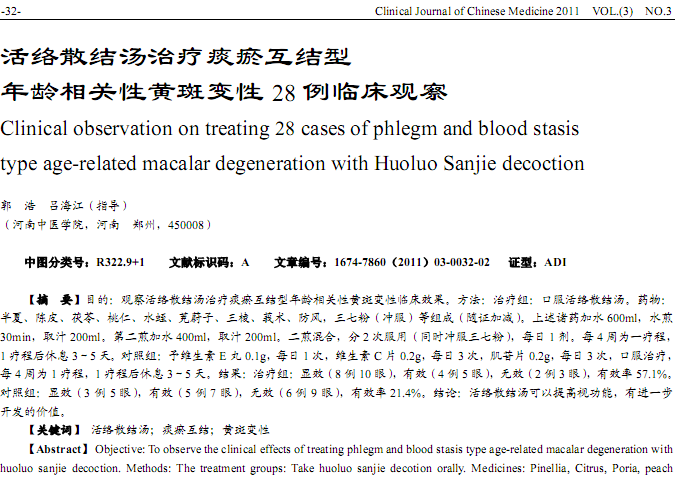 -32- Clinical Journal of Chinese Medicine 2011 VOL.(3) NO.3
活络散结汤治疗痰瘀互结型
年龄相关性黄斑变性 28 例临床观察
Clinical observation on treating 28 cases of phlegm and blood stasis
type age-related macalar degeneration with Huoluo Sanjie decoction
郭 浩 吕海江（指导）
（河南中医学院，河南 郑州，450008）
中图分类号：R322.9+1 文献标识码：A 文章编号：1674-7860（2011）03-0032-02 证型：ADI
【摘 要】目的：观察活络散结汤治疗痰瘀互结型年龄相关性黄斑变性临床效果。方法：治疗组：口服活络散结汤。药物：
半夏、陈皮、茯苓、桃仁、水蛭、蔓荆子、三棱、莪术、防风，三七粉（冲服）等组成（随证加减）。上述诸药加水 600ml，水煎
30min，取汁 200ml。第二煎加水 400ml，取汁 200ml。二煎混合，分 2 次服用（同时冲服三七粉），每日 1 剂。每 4 周为一疗程，
1 疗程后休息 3～5 天。对照组：予维生素 E 丸 0.1g，每日 1 次，维生素 C 片 0.2g，每日 3 次，肌苷片 0.2g，每日 3 次，口服治疗，
每 4 周为 1 疗程，1 疗程后休息 3～5 天。结果：治疗组：显效（8 例 10 眼），有效（4 例 5 眼），无效（2 例 3 眼），有效率 57.1%。
对照组：显效（3 例 5 眼），有效（5 例 7 眼），无效（6 例 9 眼），有效率 21.4%。结论：活络散结汤可以提高视功能，有进一步
开发的价值。
【关键词】 活络散结汤；痰瘀互结；黄斑变性
【Abstract】 Objective: To observe the clinical effects of treating phlegm and blood stasis type age-related macalar degeneration with
huoluo sanjie decoction. Methods: The treatment groups: Take huoluo sanjie decotion orally. Medicines: Pinellia, Citrus, Poria, peach